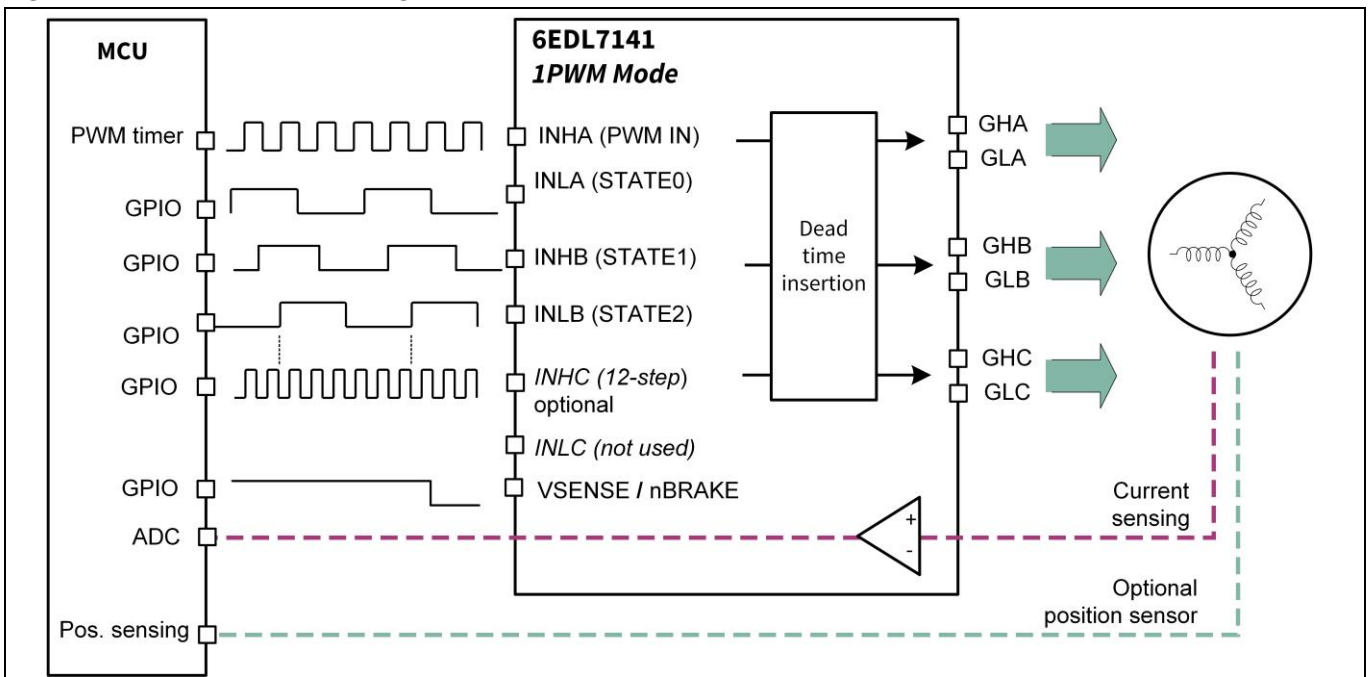 MCU
6EDL7141
1PWM Mode
PWM timer
INHA (PWM IN)
GHA
GLA
INLA (STATE0)
GPIO
GPIO
INHB (STATE1)
Dead
time
insertion
GHB
GLB
INLB (STATE2)
GPIO
GPIO
INHC (12-step)
optional
GHC
GLC
INLC (not used)
GPIO
VSENSE / nBRAKE
Current
sensing
ADC
+
-
Optional
position sensor
Pos. sensing